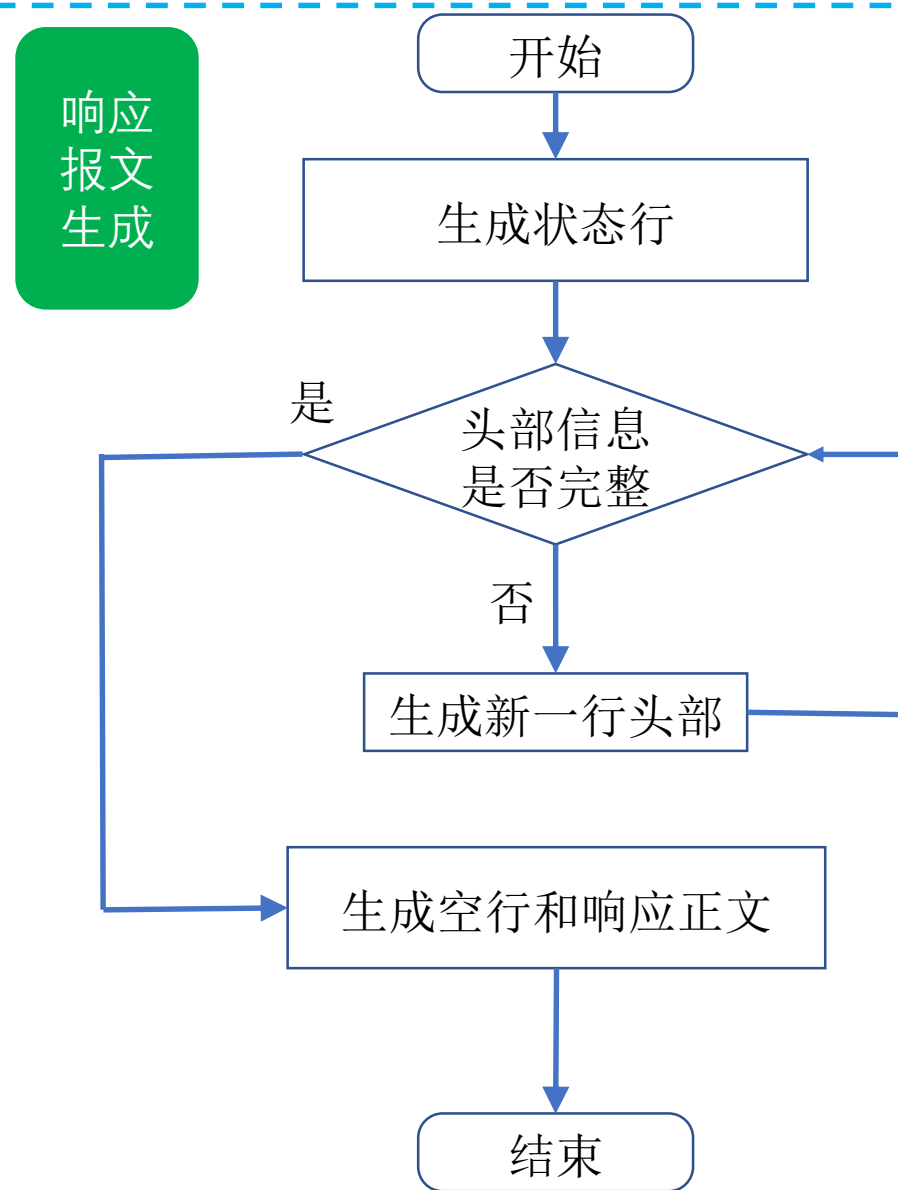 响应
报文
生成
开始
生成状态行
是
头部信息
是否完整
否
生成新一行头部
生成空行和响应正文
结束